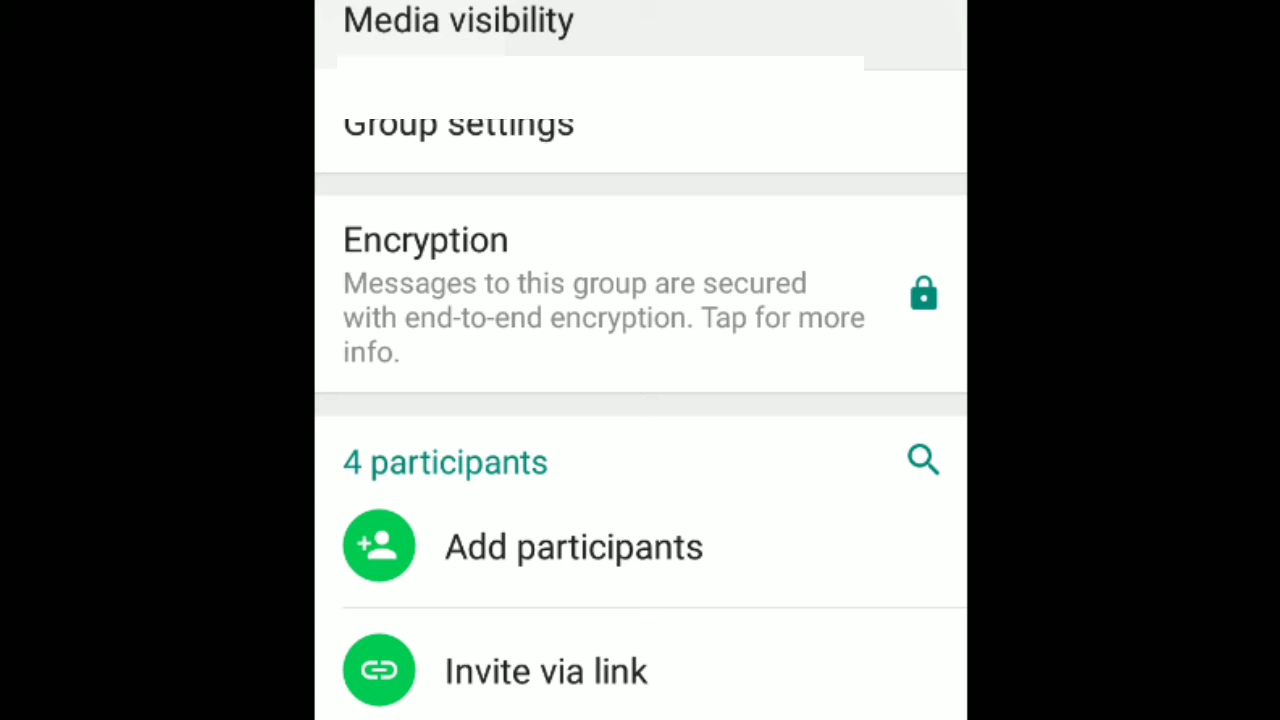 Media visibility
Group settings
Encryption
Messages to this group are secured
with end-to-end encryption. Tap for more
info.
4 participants
Add participants
Invite via link